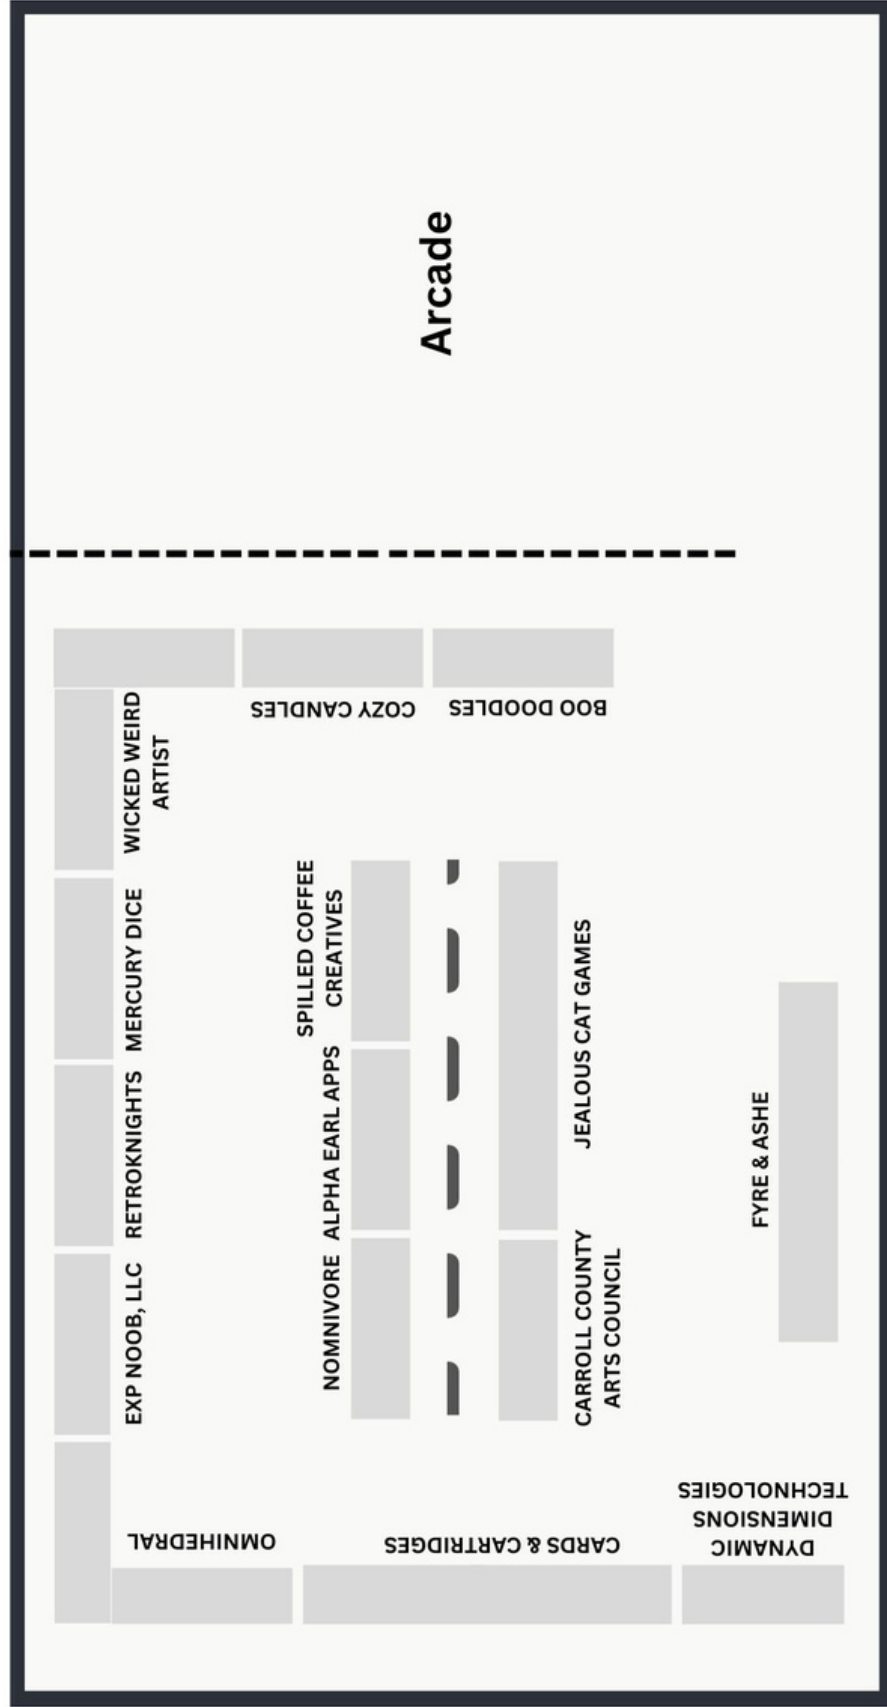 Arcade
COZY CANDLES
BOO DOODLES
WICKED WEIRD
ARTIST
MERCURY DICE
RETROKNIGHTS
EXP NOOB, LLC
SPILLED COFFEE
CREATIVES
ALPHA EARL APPS
NOMNIVORE
JEALOUS CAT GAMES
CARROLL COUNTY
ARTS COUNCIL
FYRE & ASHE
OMNIHEDRAL
CARDS & CARTRIDGES
DYNAMIC
DIMENSIONS
TECHNOLOGIES